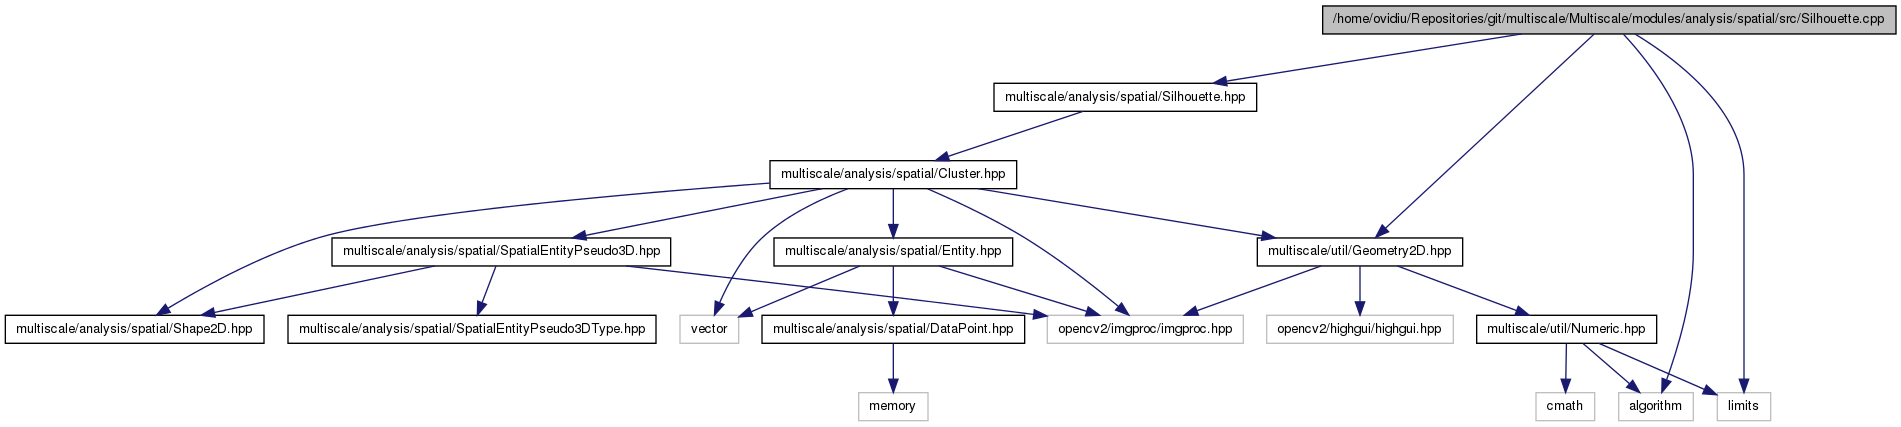 /home/ovidiu/Repositories/git/multiscale/Multiscale/modules/analysis/spatial/src/Silhouette.cpp
multiscale/analysis/spatial/Silhouette.hpp
multiscale/analysis/spatial/Cluster.hpp
multiscale/analysis/spatial/SpatialEntityPseudo3D.hpp
multiscale/analysis/spatial/Entity.hpp
multiscale/util/Geometry2D.hpp
multiscale/analysis/spatial/Shape2D.hpp
multiscale/analysis/spatial/SpatialEntityPseudo3DType.hpp
vector
multiscale/analysis/spatial/DataPoint.hpp
opencv2/imgproc/imgproc.hpp
opencv2/highgui/highgui.hpp
multiscale/util/Numeric.hpp
memory
cmath
algorithm
limits